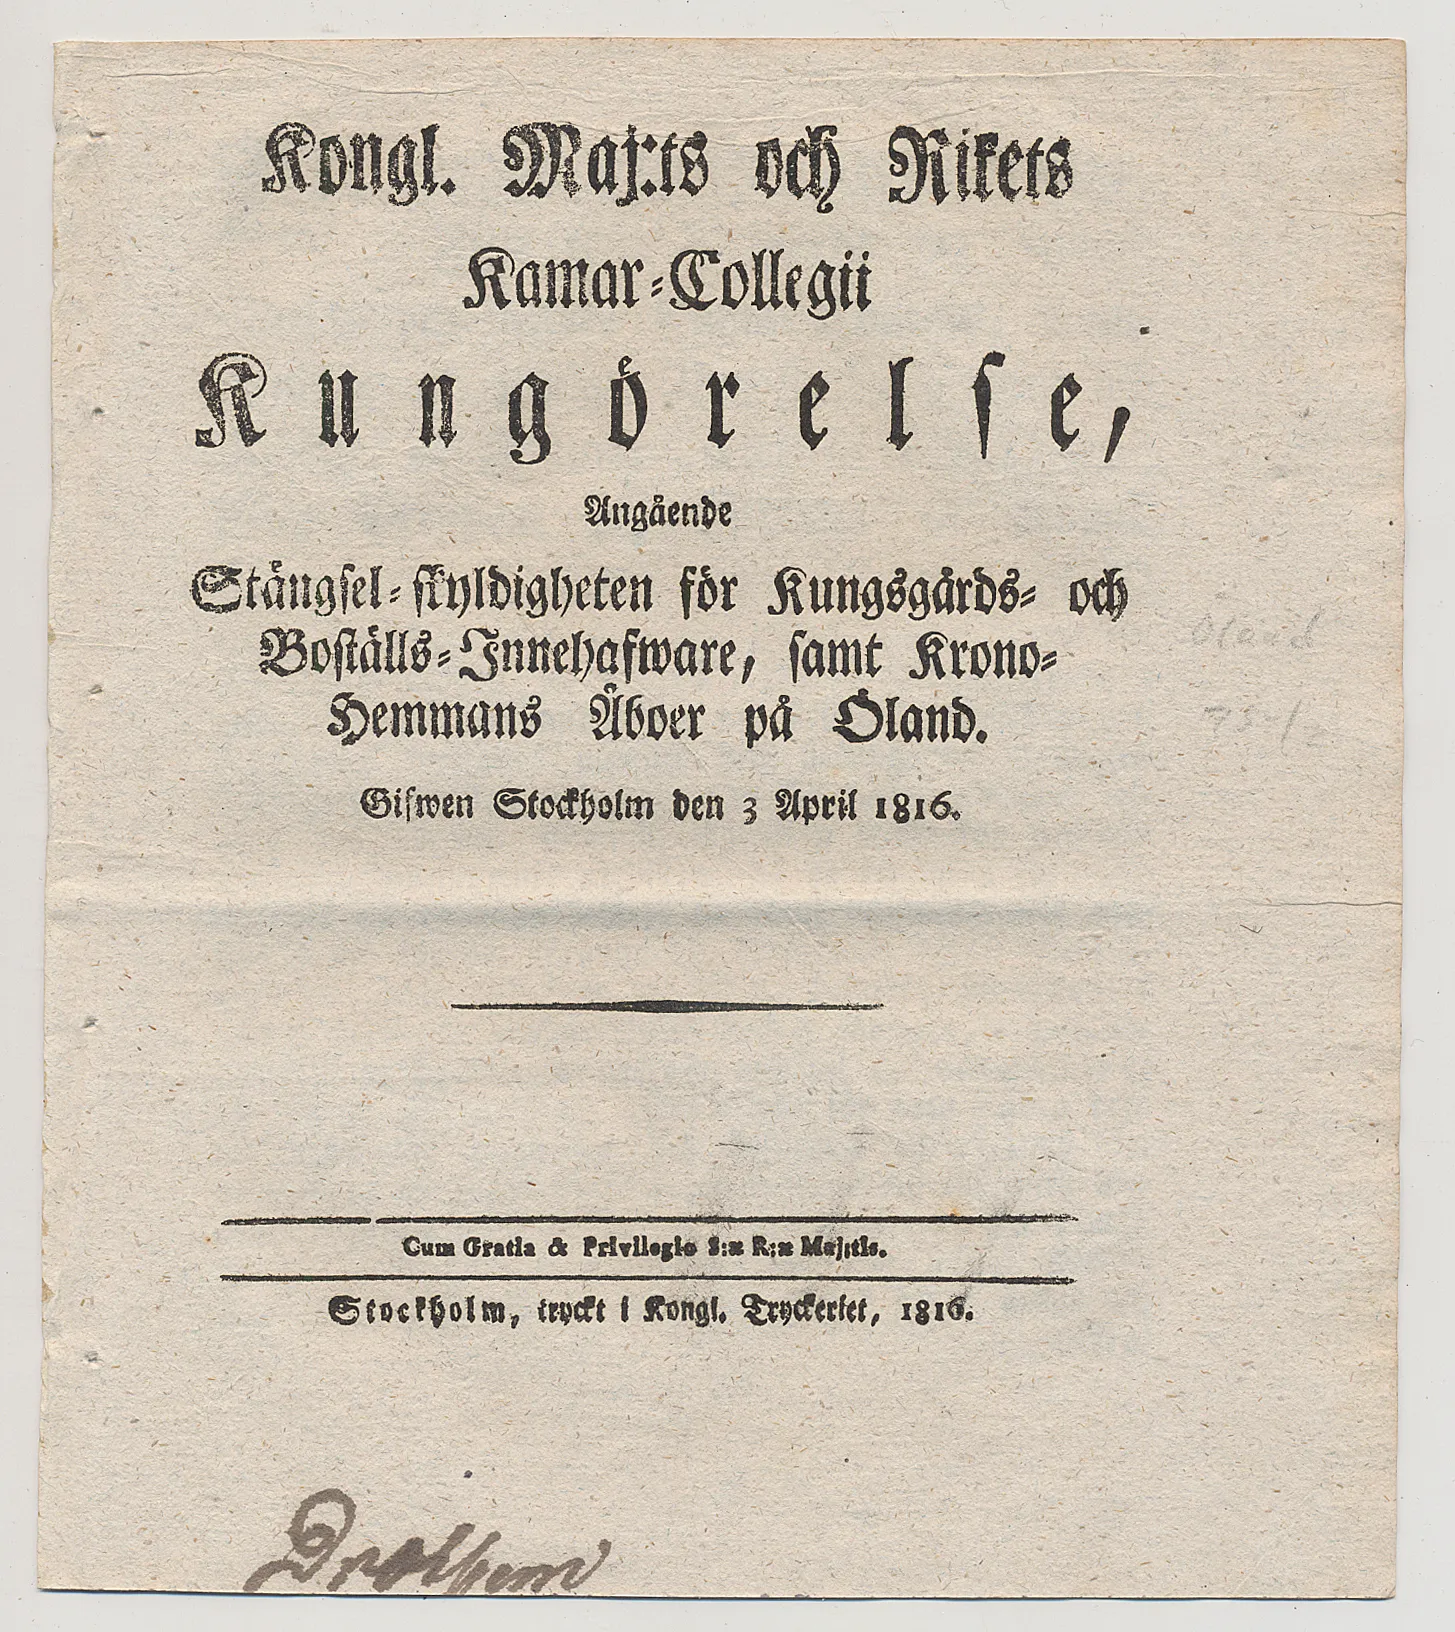 Kongl. Maj:ts och Rikets
Kamar-Collegii
Kungörelse,
Angående
Stängsel-skyldigheten för Kungsgårds- och
Boställs-Innehafware, samt Krono-
Hemmans Åboer på Öland.
Gifwen Stockholm den 3 April 1816.
Cum Gratia & Privilegio S:æ R:æ Maj:tis.
Stockholm, tryckt i Kongl. Tryckeriet, 1816.